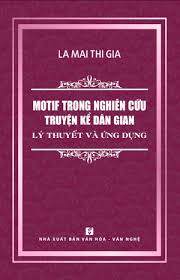 LA MAI THI GIA
MOTIF TRONG NGHIÊN CỨU
TRUYỆN KỂ DÂN GIAN
LÝ THUYẾT VÀ ỨNG DỤNG
NHÀ XUẤT BẢN VĂN HÓA - VĂN NGHỆ